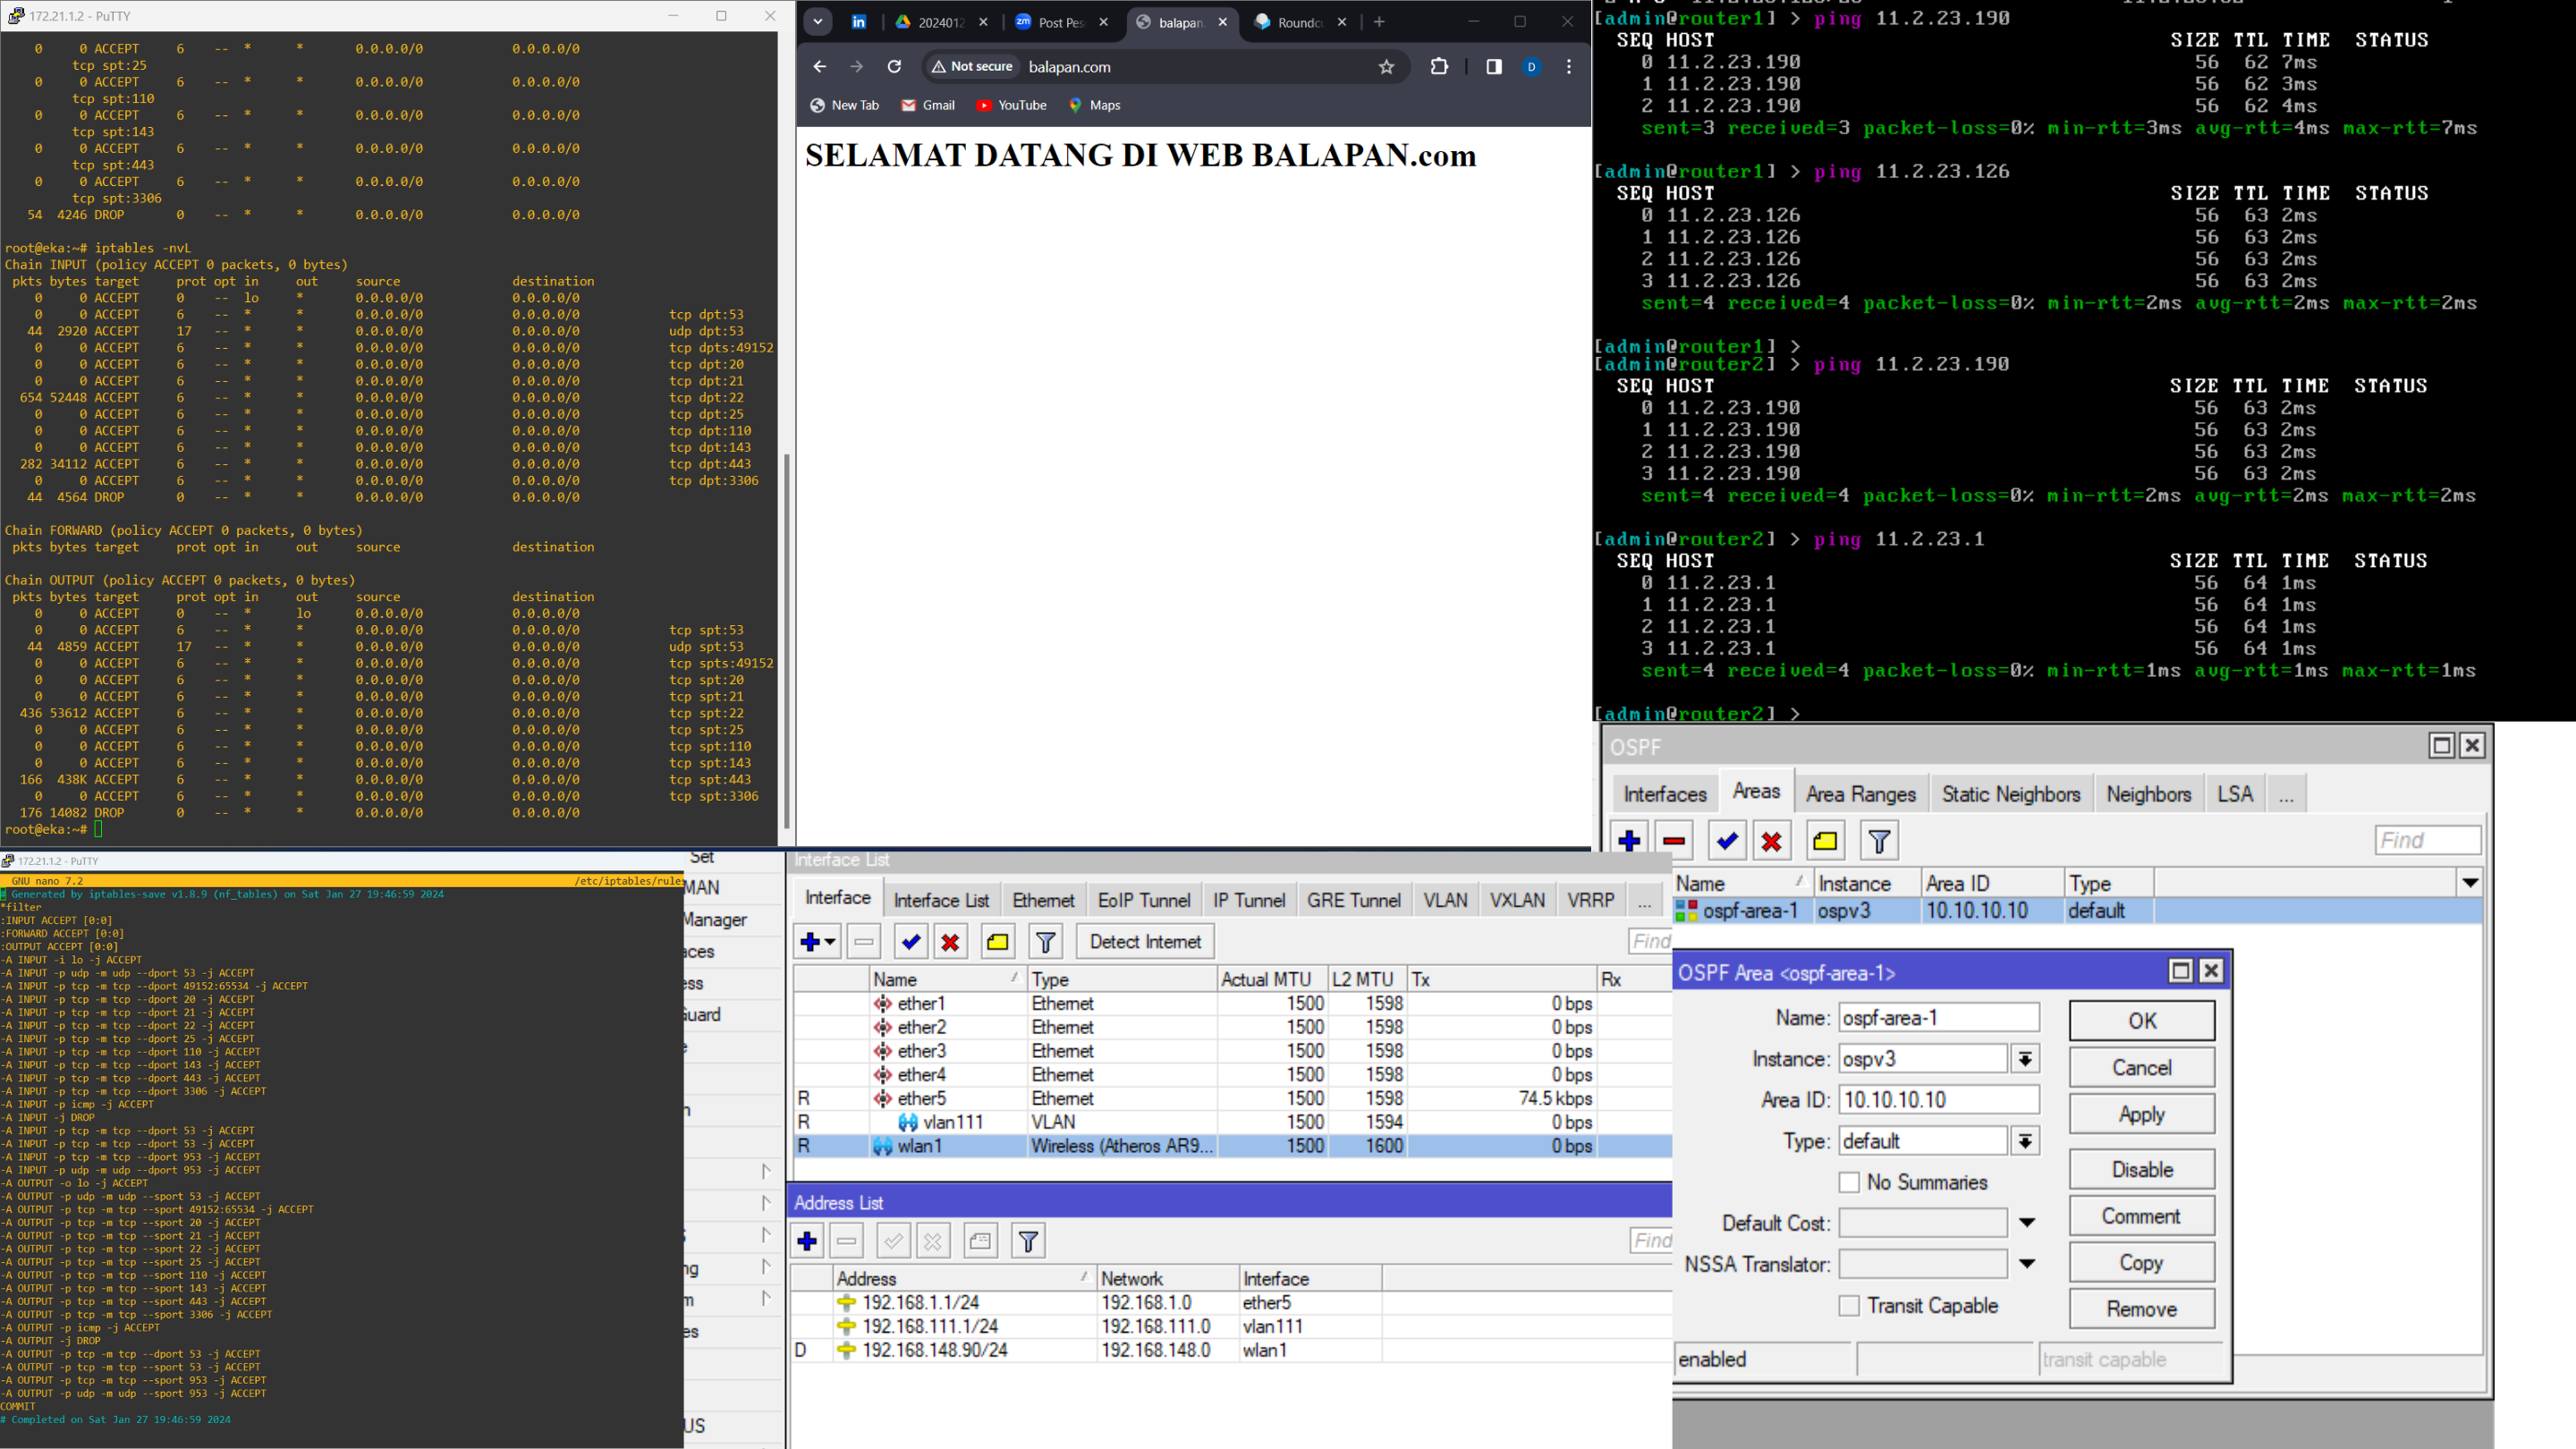 172.21.1.2 - PuTTY
0 0 ACCEPT 6 -- * * 0.0.0.0/0 0.0.0.0/0
tcp spt:25
0 0 ACCEPT 6 -- * * 0.0.0.0/0 0.0.0.0/0
tcp spt:110
0 0 ACCEPT 6 -- * * 0.0.0.0/0 0.0.0.0/0
tcp spt:143
0 0 ACCEPT 6 -- * * 0.0.0.0/0 0.0.0.0/0
tcp spt:443
0 0 ACCEPT 6 -- * * 0.0.0.0/0 0.0.0.0/0
tcp spt:3306
54 4246 DROP 0 -- * * 0.0.0.0/0 0.0.0.0/0
root@eka:~# iptables -nvL
Chain INPUT (policy ACCEPT 0 packets, 0 bytes)
pkts bytes target prot opt in out source destination
0 0 ACCEPT 0 -- lo * 0.0.0.0/0 0.0.0.0/0
0 0 ACCEPT 6 -- * * 0.0.0.0/0 0.0.0.0/0 tcp dpt:53
44 2920 ACCEPT 17 -- * * 0.0.0.0/0 0.0.0.0/0 udp dpt:53
0 0 ACCEPT 6 -- * * 0.0.0.0/0 0.0.0.0/0 tcp dpts:49152
0 0 ACCEPT 6 -- * * 0.0.0.0/0 0.0.0.0/0 tcp dpt:20
0 0 ACCEPT 6 -- * * 0.0.0.0/0 0.0.0.0/0 tcp dpt:21
654 52448 ACCEPT 6 -- * * 0.0.0.0/0 0.0.0.0/0 tcp dpt:22
0 0 ACCEPT 6 -- * * 0.0.0.0/0 0.0.0.0/0 tcp dpt:25
0 0 ACCEPT 6 -- * * 0.0.0.0/0 0.0.0.0/0 tcp dpt:110
0 0 ACCEPT 6 -- * * 0.0.0.0/0 0.0.0.0/0 tcp dpt:143
282 34112 ACCEPT 6 -- * * 0.0.0.0/0 0.0.0.0/0 tcp dpt:443
0 0 ACCEPT 6 -- * * 0.0.0.0/0 0.0.0.0/0 tcp dpt:3306
44 4564 DROP 0 -- * * 0.0.0.0/0 0.0.0.0/0
Chain FORWARD (policy ACCEPT 0 packets, 0 bytes)
pkts bytes target prot opt in out source destination
Chain OUTPUT (policy ACCEPT 0 packets, 0 bytes)
pkts bytes target prot opt in out source destination
0 0 ACCEPT 0 -- * lo 0.0.0.0/0 0.0.0.0/0
0 0 ACCEPT 6 -- * * 0.0.0.0/0 0.0.0.0/0 tcp spt:53
44 4859 ACCEPT 17 -- * * 0.0.0.0/0 0.0.0.0/0 udp spt:53
0 0 ACCEPT 6 -- * * 0.0.0.0/0 0.0.0.0/0 tcp spts:49152
0 0 ACCEPT 6 -- * * 0.0.0.0/0 0.0.0.0/0 tcp spt:20
0 0 ACCEPT 6 -- * * 0.0.0.0/0 0.0.0.0/0 tcp spt:21
436 53612 ACCEPT 6 -- * * 0.0.0.0/0 0.0.0.0/0 tcp spt:22
0 0 ACCEPT 6 -- * * 0.0.0.0/0 0.0.0.0/0 tcp spt:25
0 0 ACCEPT 6 -- * * 0.0.0.0/0 0.0.0.0/0 tcp spt:110
0 0 ACCEPT 6 -- * * 0.0.0.0/0 0.0.0.0/0 tcp spt:143
166 438K ACCEPT 6 -- * * 0.0.0.0/0 0.0.0.0/0 tcp spt:443
0 0 ACCEPT 6 -- * * 0.0.0.0/0 0.0.0.0/0 tcp spt:3306
176 14082 DROP 0 -- * * 0.0.0.0/0 0.0.0.0/0
root@eka:~#
2024012 Post Pes balapan. Roundcu
Not secure balapan.com
New Tab Gmail YouTube Maps
SELAMAT DATANG DI WEB BALAPAN.com
[admin@router1] > ping 11.2.23.190
SEQ HOST SIZE TTL TIME STATUS
0 11.2.23.190 56 62 7ms
1 11.2.23.190 56 62 3ms
2 11.2.23.190 56 62 4ms
sent=3 received=3 packet-loss=0% min-rtt=3ms avg-rtt=4ms max-rtt=7ms
[admin@router1] > ping 11.2.23.126
SEQ HOST SIZE TTL TIME STATUS
0 11.2.23.126 56 63 2ms
1 11.2.23.126 56 63 2ms
2 11.2.23.126 56 63 2ms
3 11.2.23.126 56 63 2ms
sent=4 received=4 packet-loss=0% min-rtt=2ms avg-rtt=2ms max-rtt=2ms
[admin@router1] >
[admin@router2] > ping 11.2.23.190
SEQ HOST SIZE TTL TIME STATUS
0 11.2.23.190 56 63 2ms
1 11.2.23.190 56 63 2ms
2 11.2.23.190 56 63 2ms
3 11.2.23.190 56 63 2ms
sent=4 received=4 packet-loss=0% min-rtt=2ms avg-rtt=2ms max-rtt=2ms
[admin@router2] > ping 11.2.23.1
SEQ HOST SIZE TTL TIME STATUS
0 11.2.23.1 56 64 1ms
1 11.2.23.1 56 64 1ms
2 11.2.23.1 56 64 1ms
3 11.2.23.1 56 64 1ms
sent=4 received=4 packet-loss=0% min-rtt=1ms avg-rtt=1ms max-rtt=1ms
[admin@router2] >
172.21.1.2 - PuTTY
GNU nano 7.2 /etc/iptables/rules
# Generated by iptables-save v1.8.9 (nf_tables) on Sat Jan 27 19:46:59 2024
*filter
:INPUT ACCEPT [0:0]
:FORWARD ACCEPT [0:0]
:OUTPUT ACCEPT [0:0]
-A INPUT -i lo -j ACCEPT
-A INPUT -p udp -m udp --dport 53 -j ACCEPT
-A INPUT -p tcp -m tcp --dport 49152:65534 -j ACCEPT
-A INPUT -p tcp -m tcp --dport 20 -j ACCEPT
-A INPUT -p tcp -m tcp --dport 21 -j ACCEPT
-A INPUT -p tcp -m tcp --dport 22 -j ACCEPT
-A INPUT -p tcp -m tcp --dport 25 -j ACCEPT
-A INPUT -p tcp -m tcp --dport 110 -j ACCEPT
-A INPUT -p tcp -m tcp --dport 143 -j ACCEPT
-A INPUT -p tcp -m tcp --dport 443 -j ACCEPT
-A INPUT -p tcp -m tcp --dport 3306 -j ACCEPT
-A INPUT -p icmp -j ACCEPT
-A INPUT -j DROP
-A INPUT -p tcp -m tcp --dport 53 -j ACCEPT
-A INPUT -p tcp -m tcp --dport 53 -j ACCEPT
-A INPUT -p tcp -m tcp --dport 953 -j ACCEPT
-A INPUT -p udp -m udp --dport 953 -j ACCEPT
-A OUTPUT -o lo -j ACCEPT
-A OUTPUT -p udp -m udp --sport 53 -j ACCEPT
-A OUTPUT -p tcp -m tcp --sport 49152:65534 -j ACCEPT
-A OUTPUT -p tcp -m tcp --sport 20 -j ACCEPT
-A OUTPUT -p tcp -m tcp --sport 21 -j ACCEPT
-A OUTPUT -p tcp -m tcp --sport 22 -j ACCEPT
-A OUTPUT -p tcp -m tcp --sport 25 -j ACCEPT
-A OUTPUT -p tcp -m tcp --sport 110 -j ACCEPT
-A OUTPUT -p tcp -m tcp --sport 143 -j ACCEPT
-A OUTPUT -p tcp -m tcp --sport 443 -j ACCEPT
-A OUTPUT -p tcp -m tcp --sport 3306 -j ACCEPT
-A OUTPUT -p icmp -j ACCEPT
-A OUTPUT -j DROP
-A OUTPUT -p tcp -m tcp --dport 53 -j ACCEPT
-A OUTPUT -p tcp -m tcp --sport 53 -j ACCEPT
-A OUTPUT -p tcp -m tcp --sport 953 -j ACCEPT
-A OUTPUT -p udp -m udp --sport 953 -j ACCEPT
COMMIT
# Completed on Sat Jan 27 19:46:59 2024
Set
MAN
Manager
aces
ess
Guard
US
Interface List
Interface Interface List Ethernet EoIP Tunnel IP Tunnel GRE Tunnel VLAN VXLAN VRRP ...
Detect Internet Find
Name Type Actual MTU L2 MTU Tx Rx
ether1 Ethernet 1500 1598 0 bps
ether2 Ethernet 1500 1598 0 bps
ether3 Ethernet 1500 1598 0 bps
ether4 Ethernet 1500 1598 0 bps
R ether5 Ethernet 1500 1598 74.5 kbps
R vlan111 VLAN 1500 1594 0 bps
R wlan1 Wireless (Atheros AR9... 1500 1600 0 bps
Address List
Find
Address Network Interface
192.168.1.1/24 192.168.1.0 ether5
192.168.111.1/24 192.168.111.0 vlan111
D 192.168.148.90/24 192.168.148.0 wlan1
OSPF
Interfaces Areas Area Ranges Static Neighbors Neighbors LSA ...
Find
Name Instance Area ID Type
ospf-area-1 ospv3 10.10.10.10 default
OSPF Area <ospf-area-1>
Name: ospf-area-1
Instance: ospv3
Area ID: 10.10.10.10
Type: default
No Summaries
Default Cost:
NSSA Translator:
Transit Capable
OK
Cancel
Apply
Disable
Comment
Copy
Remove
enabled transit capable